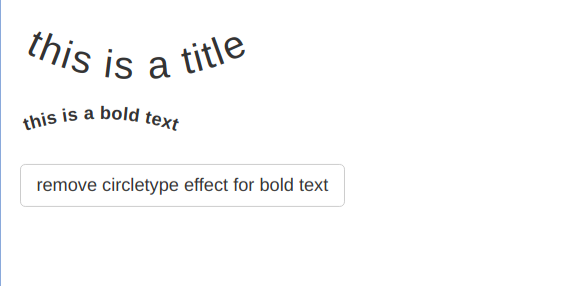 this is a title
this is a bold text
remove circletype effect for bold text